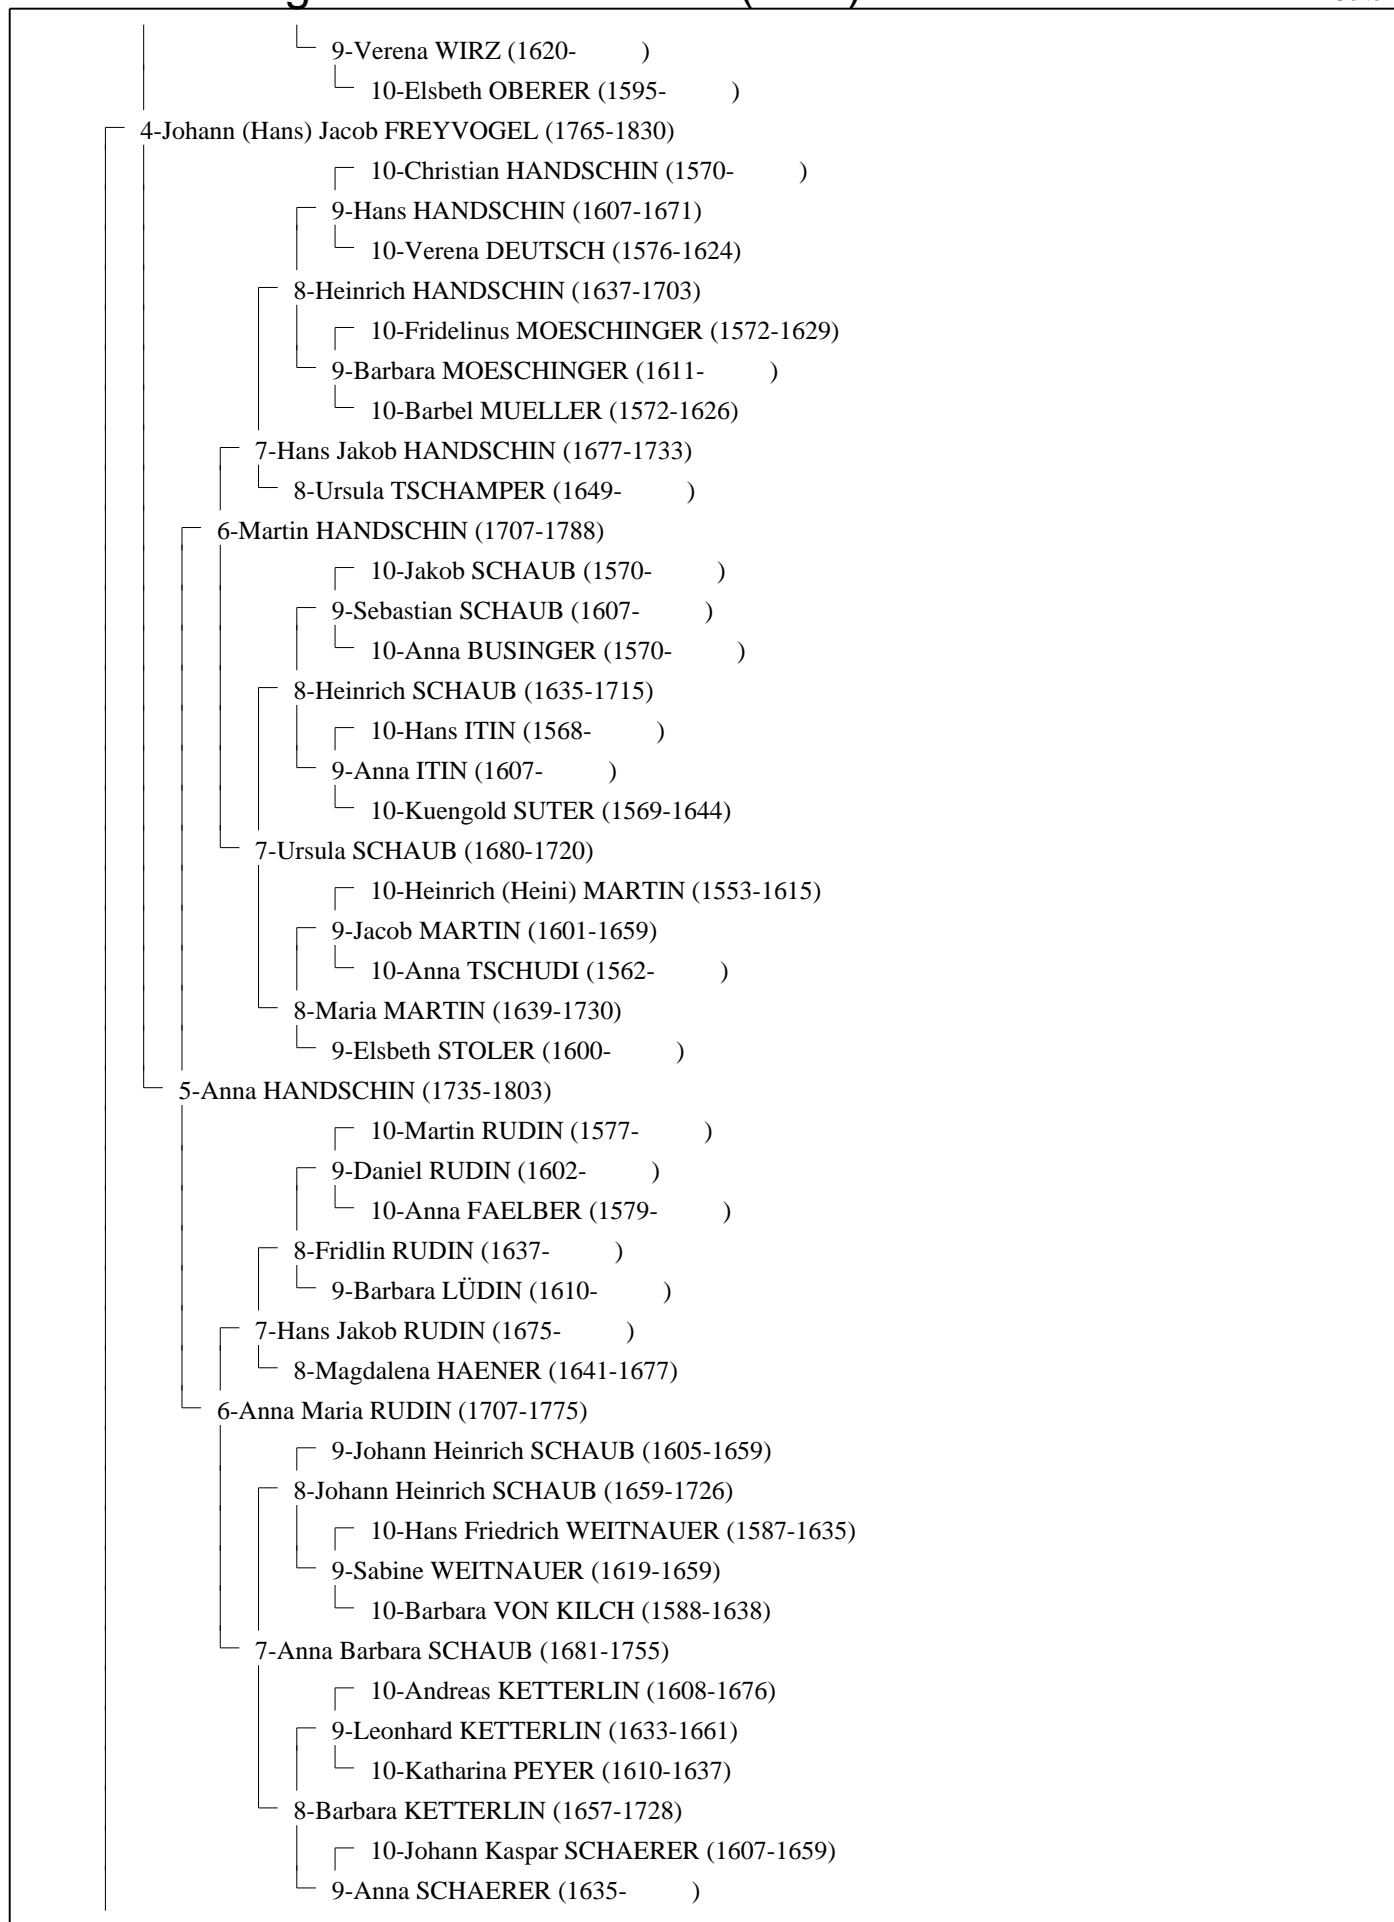 9-Verena WIRZ (1620- )
10-Elsbeth OBERER (1595- )
4-Johann (Hans) Jacob FREYVOGEL (1765-1830)
10-Christian HANDSCHIN (1570- )
9-Hans HANDSCHIN (1607-1671)
10-Verena DEUTSCH (1576-1624)
8-Heinrich HANDSCHIN (1637-1703)
10-Fridelinus MOESCHINGER (1572-1629)
9-Barbara MOESCHINGER (1611- )
10-Barbel MUELLER (1572-1626)
7-Hans Jakob HANDSCHIN (1677-1733)
8-Ursula TSCHAMPER (1649- )
6-Martin HANDSCHIN (1707-1788)
10-Jakob SCHAUB (1570- )
9-Sebastian SCHAUB (1607- )
10-Anna BUSINGER (1570- )
8-Heinrich SCHAUB (1635-1715)
10-Hans ITIN (1568- )
9-Anna ITIN (1607- )
10-Kuengold SUTER (1569-1644)
7-Ursula SCHAUB (1680-1720)
10-Heinrich (Heini) MARTIN (1553-1615)
9-Jacob MARTIN (1601-1659)
10-Anna TSCHUDI (1562- )
8-Maria MARTIN (1639-1730)
9-Elsbeth STOLER (1600- )
5-Anna HANDSCHIN (1735-1803)
10-Martin RUDIN (1577- )
9-Daniel RUDIN (1602- )
10-Anna FAELBER (1579- )
8-Fridlin RUDIN (1637- )
9-Barbara LÜDIN (1610- )
7-Hans Jakob RUDIN (1675- )
8-Magdalena HAENER (1641-1677)
6-Anna Maria RUDIN (1707-1775)
9-Johann Heinrich SCHAUB (1605-1659)
8-Johann Heinrich SCHAUB (1659-1726)
10-Hans Friedrich WEITNAUER (1587-1635)
9-Sabine WEITNAUER (1619-1659)
10-Barbara VON KILCH (1588-1638)
7-Anna Barbara SCHAUB (1681-1755)
10-Andreas KETTERLIN (1608-1676)
9-Leonhard KETTERLIN (1633-1661)
10-Katharina PEYER (1610-1637)
8-Barbara KETTERLIN (1657-1728)
10-Johann Kaspar SCHAERER (1607-1659)
9-Anna SCHAERER (1635- )